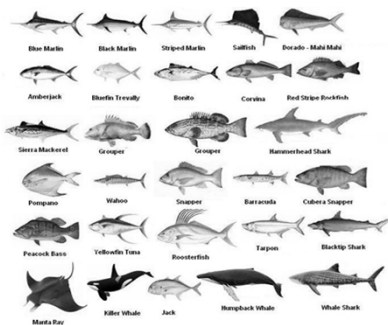 Blue Marlin
Black Marlin
Striped Marlin
Sailfish
Dorado - Mahi Mahi
Amberjack
Bluefin Trevally
Bonito
Corvina
Red Stripe Rockfish
Sierra Mackerel
Grouper
Grouper
Hammerhead Shark
Pompano
Wahoo
Snapper
Barracuda
Cubera Snapper
Peacock Bass
Yellowfin Tuna
Roosterfish
Tarpon
Blacktip Shark
Manta Ray
Killer Whale
Jack
Humpback Whale
Whale Shark